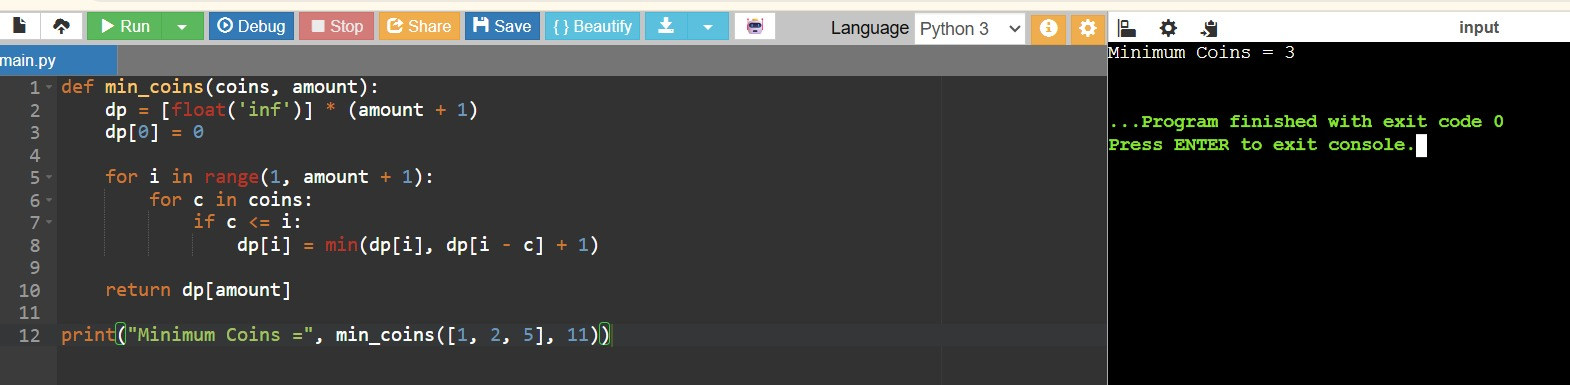 Run Debug Stop Share Save { } Beautify Language Python 3 input
main.py
1 def min_coins(coins, amount):
2     dp = [float('inf')] * (amount + 1)
3     dp[0] = 0
4
5     for i in range(1, amount + 1):
6         for c in coins:
7             if c <= i:
8                 dp[i] = min(dp[i], dp[i - c] + 1)
9
10     return dp[amount]
11
12 print("Minimum Coins =", min_coins([1, 2, 5], 11))
Minimum Coins = 3
...Program finished with exit code 0
Press ENTER to exit console.